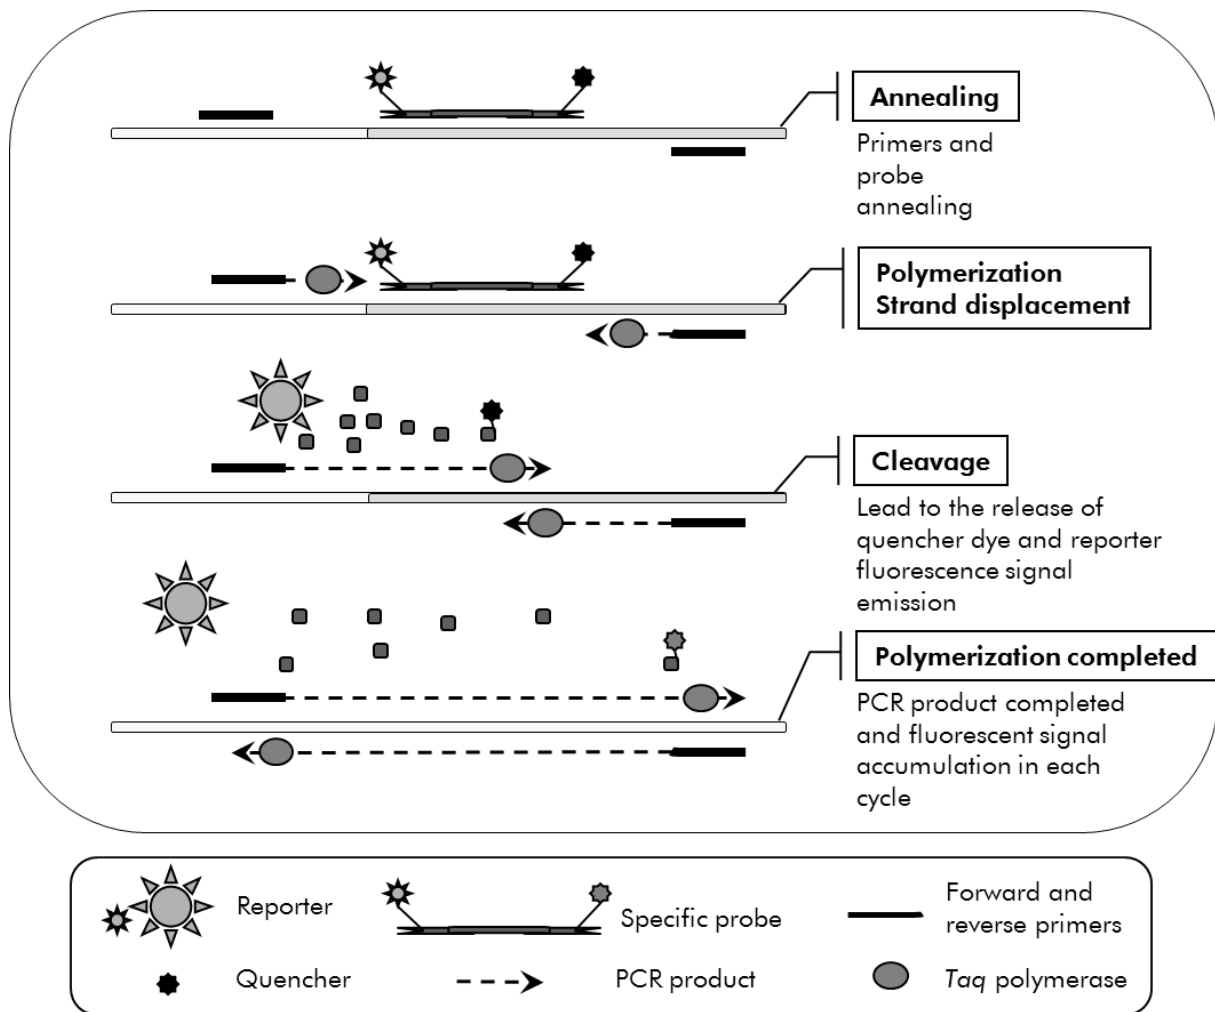 Annealing
Primers and
probe
annealing
Polymerization
Strand displacement
Cleavage
Lead to the release of
quencher dye and reporter
fluorescence signal
emission
Polymerization completed
PCR product completed
and fluorescent signal
accumulation in each
cycle
Reporter
Specific probe
Forward and
reverse primers
Quencher
PCR product
Taq polymerase